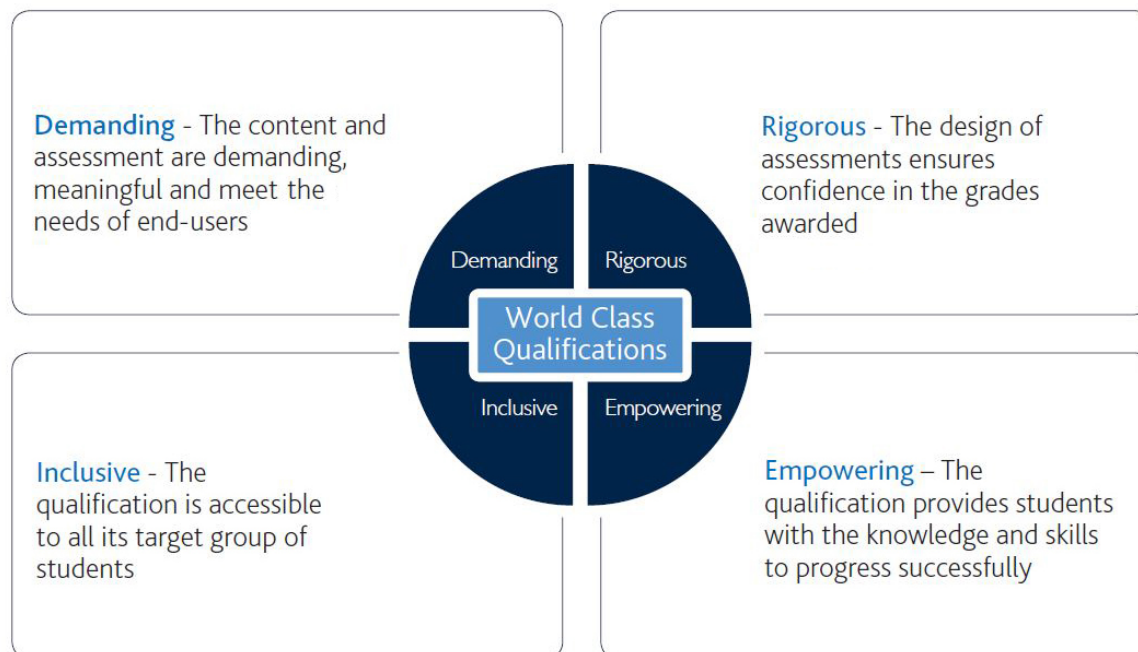 Demanding - The content and
assessment are demanding,
meaningful and meet the
needs of end-users
Rigorous - The design of
assessments ensures
confidence in the grades
awarded
Demanding
Rigorous
World Class
Qualifications
Inclusive
Empowering
Inclusive - The
qualification is accessible
to all its target group of
students
Empowering – The
qualification provides students
with the knowledge and skills
to progress successfully